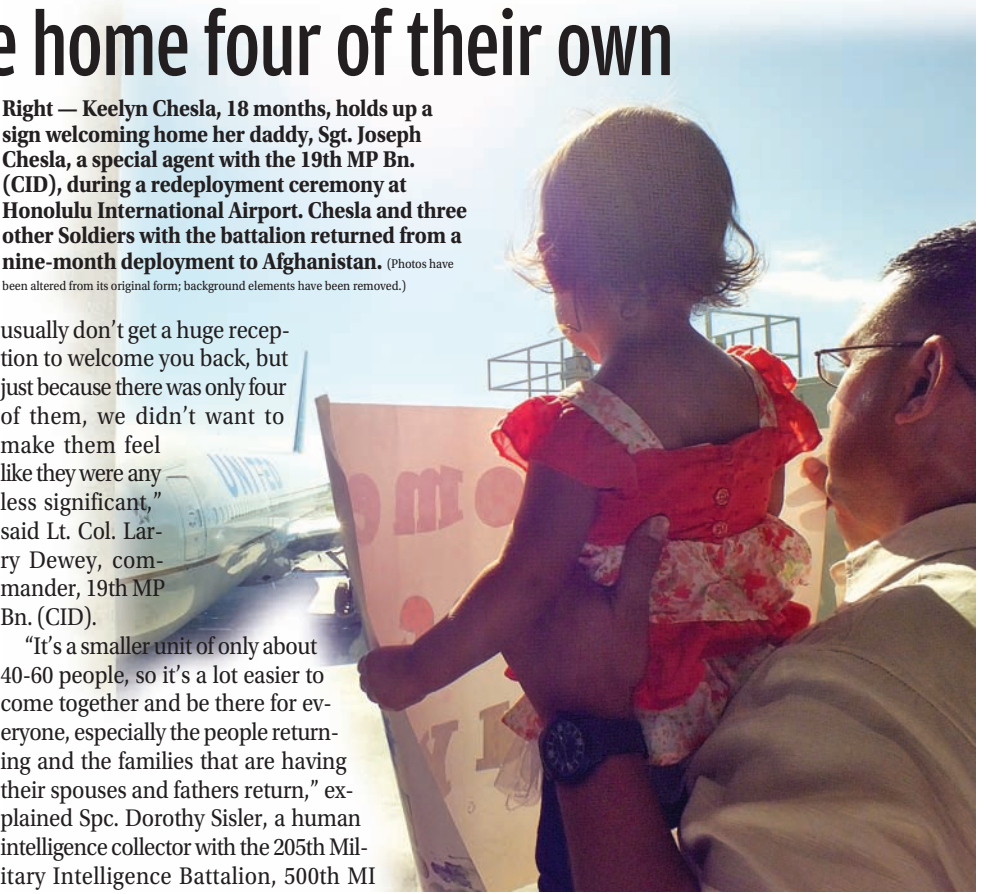 e home four of their own
Right — Keelyn Chesla, 18 months, holds up a
sign welcoming home her daddy, Sgt. Joseph
Chesla, a special agent with the 19th MP Bn.
(CID), during a redeployment ceremony at
Honolulu International Airport. Chesla and three
other Soldiers with the battalion returned from a
nine-month deployment to Afghanistan. (Photos have
been altered from its original form; background elements have been removed.)
usually don't get a huge recep-
tion to welcome you back, but
just because there was only four
of them, we didn't want to
make them feel
like they were any
less significant,"
said Lt. Col. Lar-
ry Dewey, com-
mander, 19th MP
Bn. (CID).
"It's a smaller unit of only about
40-60 people, so it's a lot easier to
come together and be there for ev-
eryone, especially the people return-
ing and the families that are having
their spouses and fathers return," ex-
plained Spc. Dorothy Sisler, a human
intelligence collector with the 205th Mil-
itary Intelligence Battalion, 500th MI
UNITED